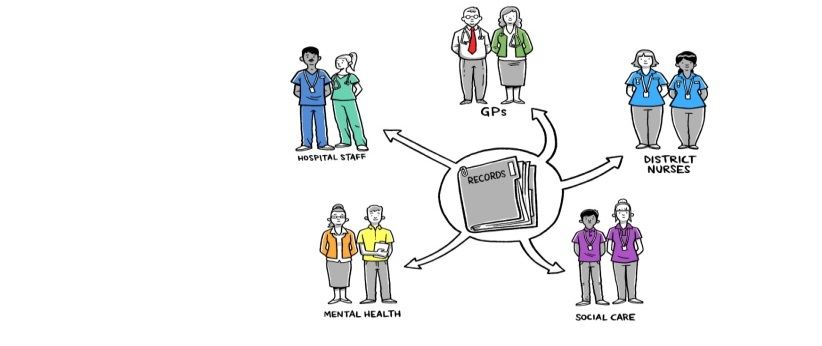 GPs
HOSPITAL STAFF
DISTRICT
NURSES
RECORDS
MENTAL HEALTH
SOCIAL CARE